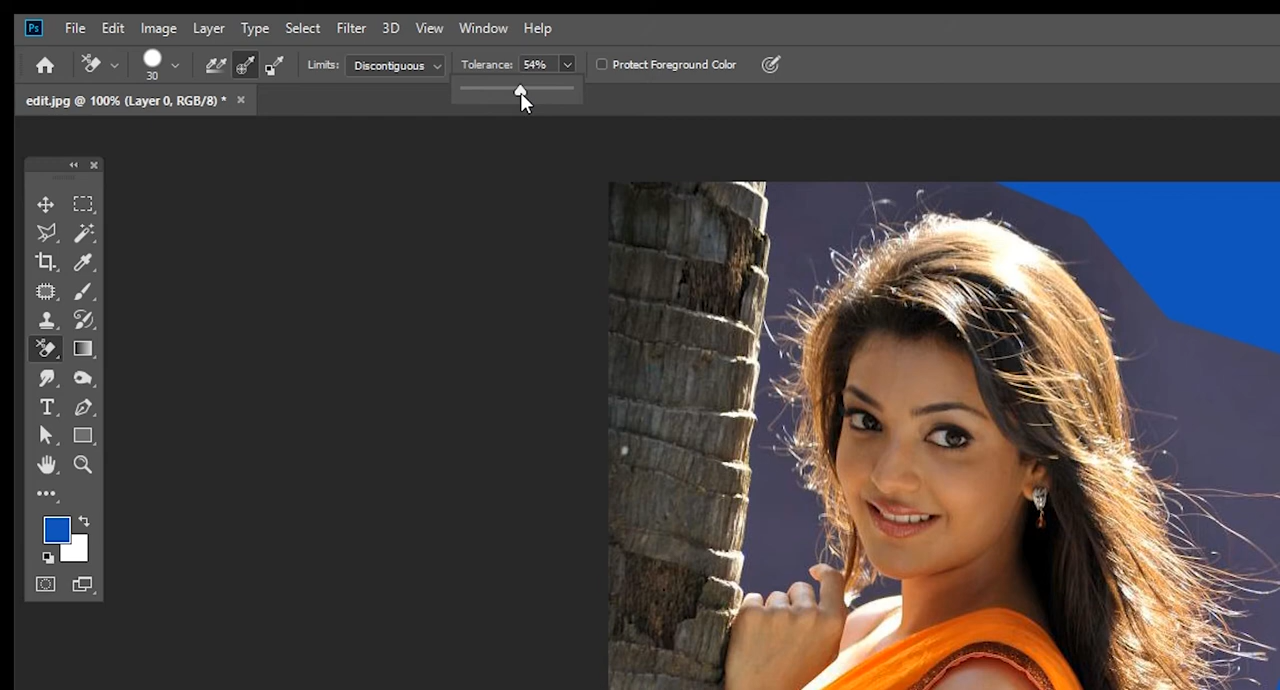 Ps File Edit Image Layer Type Select Filter 3D View Window Help
30 Limits: Discontiguous Tolerance: 54% Protect Foreground Color
edit.jpg @ 100% (Layer 0, RGB/8) *
T